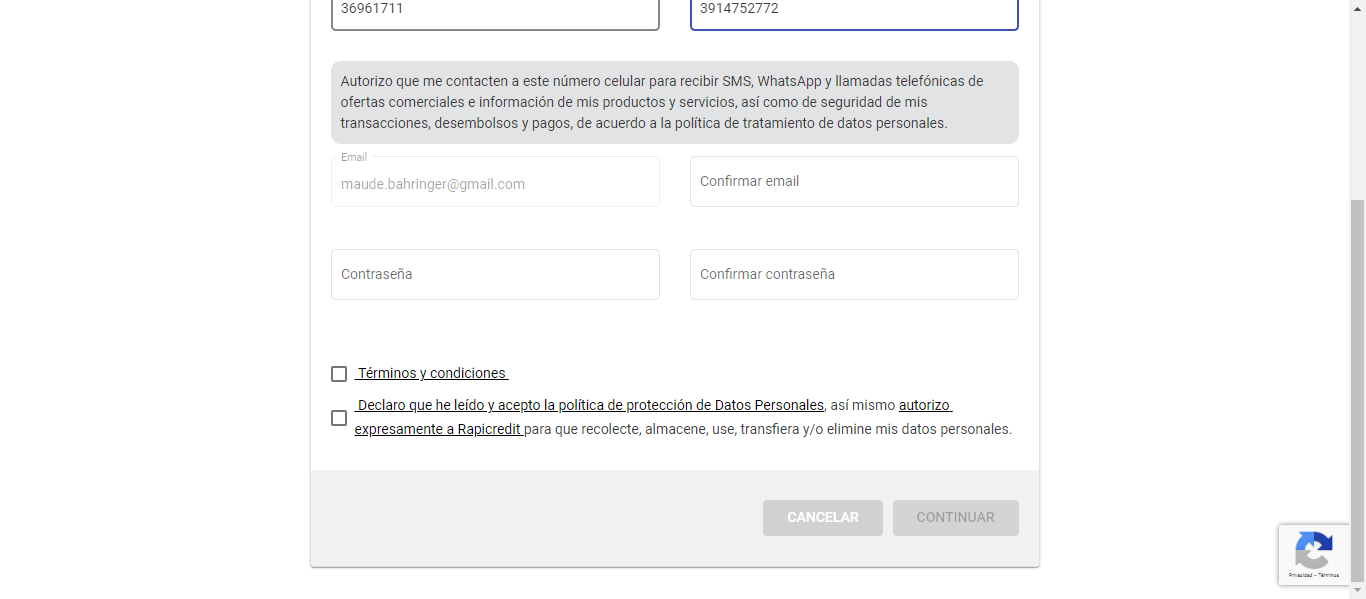 36961711
3914752772
Autorizo que me contacten a este número celular para recibir SMS, WhatsApp y llamadas telefónicas de
ofertas comerciales e información de mis productos y servicios, así como de seguridad de mis
transacciones, desembolsos y pagos, de acuerdo a la política de tratamiento de datos personales.
Email
maude.bahringer@gmail.com
Confirmar email
Contraseña
Confirmar contraseña
Términos y condiciones
Declaro que he leído y acepto la política de protección de Datos Personales, así mismo autorizo
expresamente a Rapicredit para que recolecte, almacene, use, transfiera y/o elimine mis datos personales.
CANCELAR
CONTINUAR
Privacidad - Términos